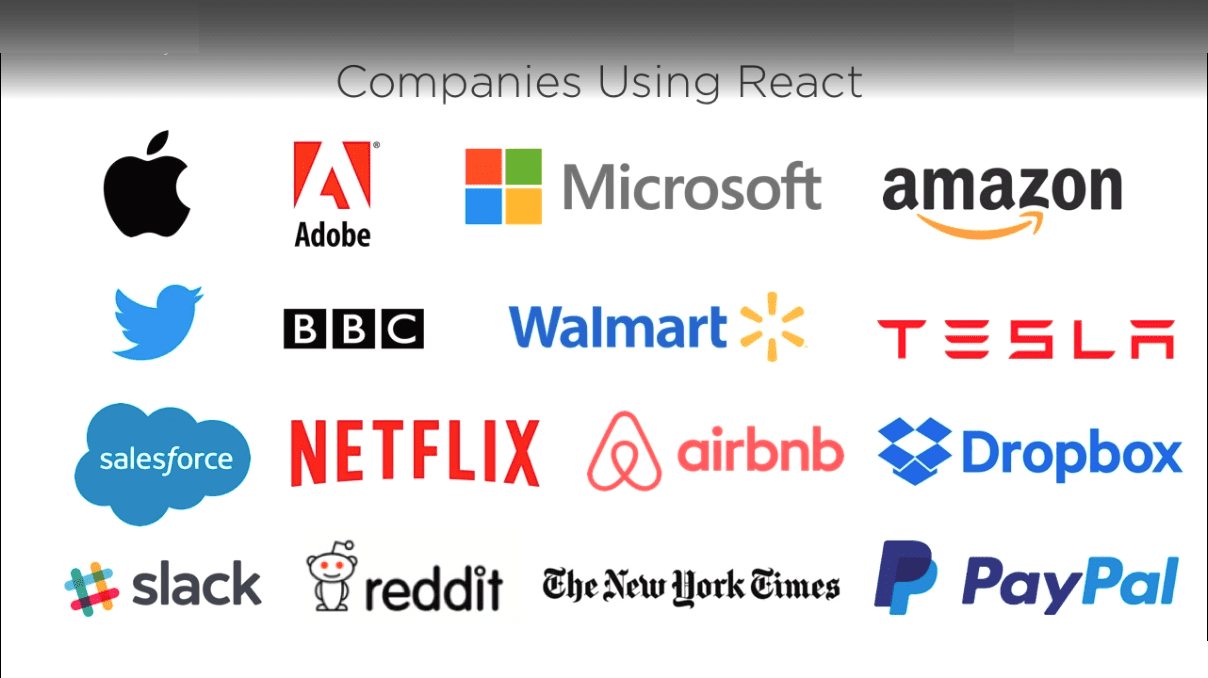 Companies Using React
Adobe®
Microsoft
amazon
BBC
Walmart
TESLA
salesforce
NETFLIX
airbnb
Dropbox
slack
reddit
The New York Times
PayPal